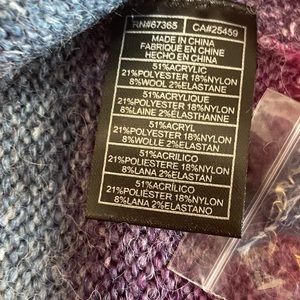 RN#67365 CA#25459
MADE IN CHINA
FABRIQUÉ EN CHINE
HECHO EN CHINA
51%ACRYLIC
21%POLYESTER 18%NYLON
8%WOOL 2%ELASTANE
51%ACRYLIQUE
21%POLYESTER 18%NYLON
8%LAINE 2%ÉLASTHANNE
51%ACRYL
21%POLYESTER 18%NYLON
8%WOLLE 2%ELASTAN
51%ACRILICO
21%POLIESTERE 18%NYLON
8%LANA 2%ELASTAN
51%ACRÍLICO
21%POLIÉSTER 18%NYLON
8%LANA 2%ELASTANO